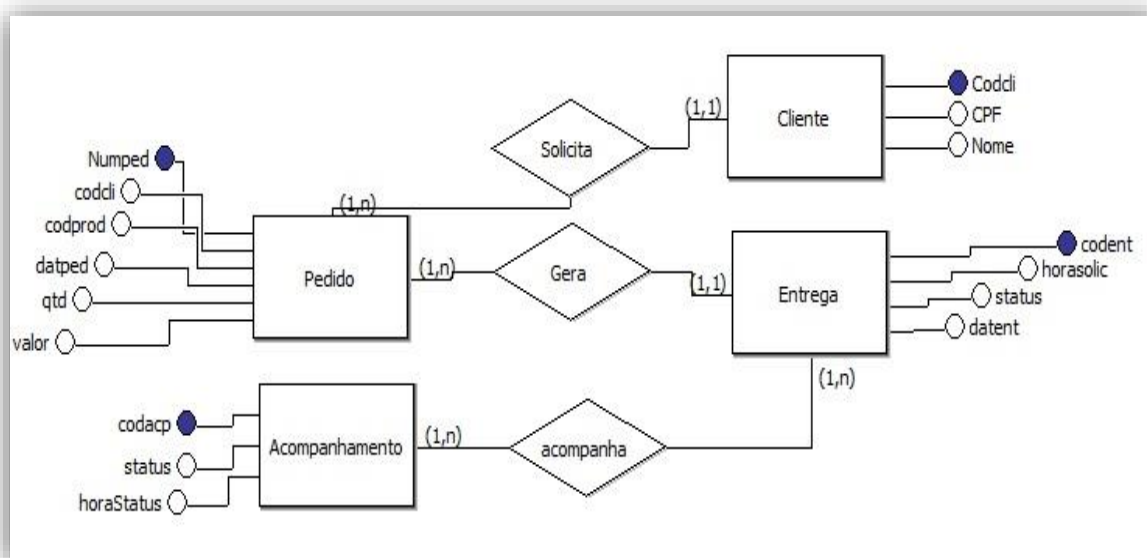 Codcli
(1,1)
CPF
Cliente
Solicita
Nome
Numped
codcli
(1,n)
codprod
codent
datped
Pedido
(1,n)
Gera
(1,1)
Entrega
horasolic
qtd
status
datent
valor
(1,n)
codacp
Acompanhamento
(1,n)
acompanha
status
horaStatus